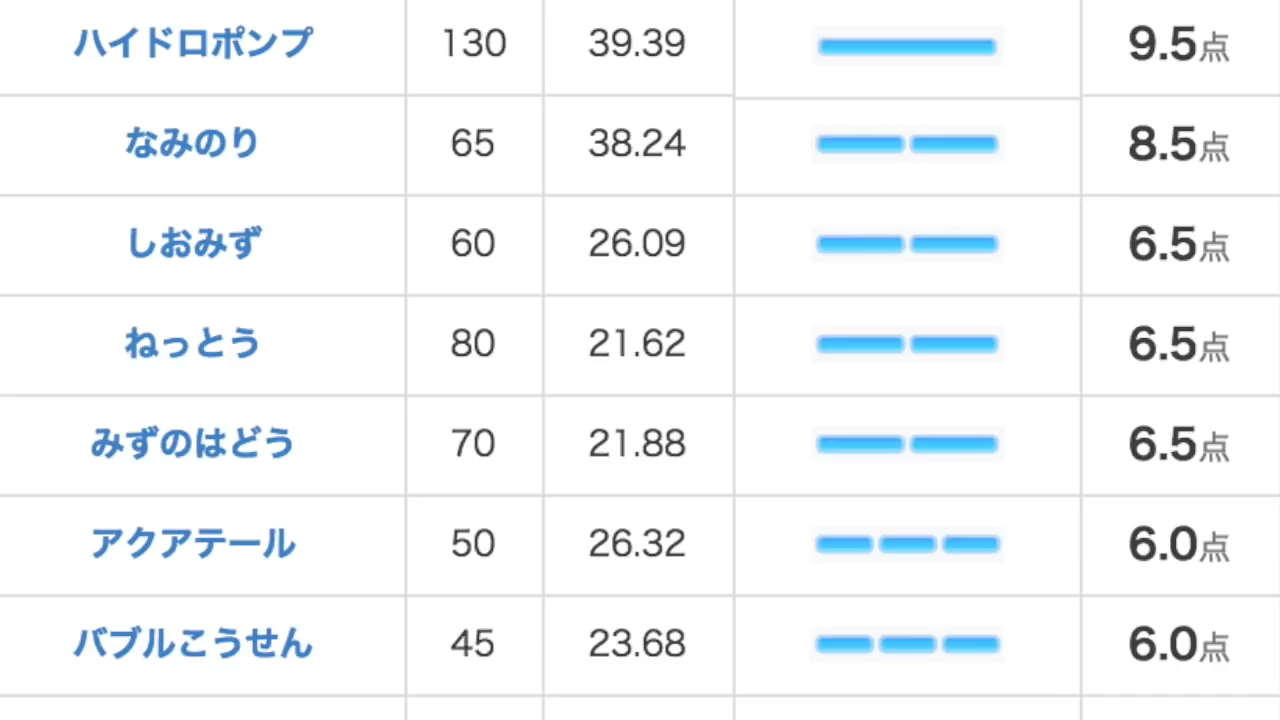 ハイドロポンプ 130 39.39 9.5点
なみのり 65 38.24 8.5点
しおみず 60 26.09 6.5点
ねっとう 80 21.62 6.5点
みずのはどう 70 21.88 6.5点
アクアテール 50 26.32 6.0点
バブルこうせん 45 23.68 6.0点